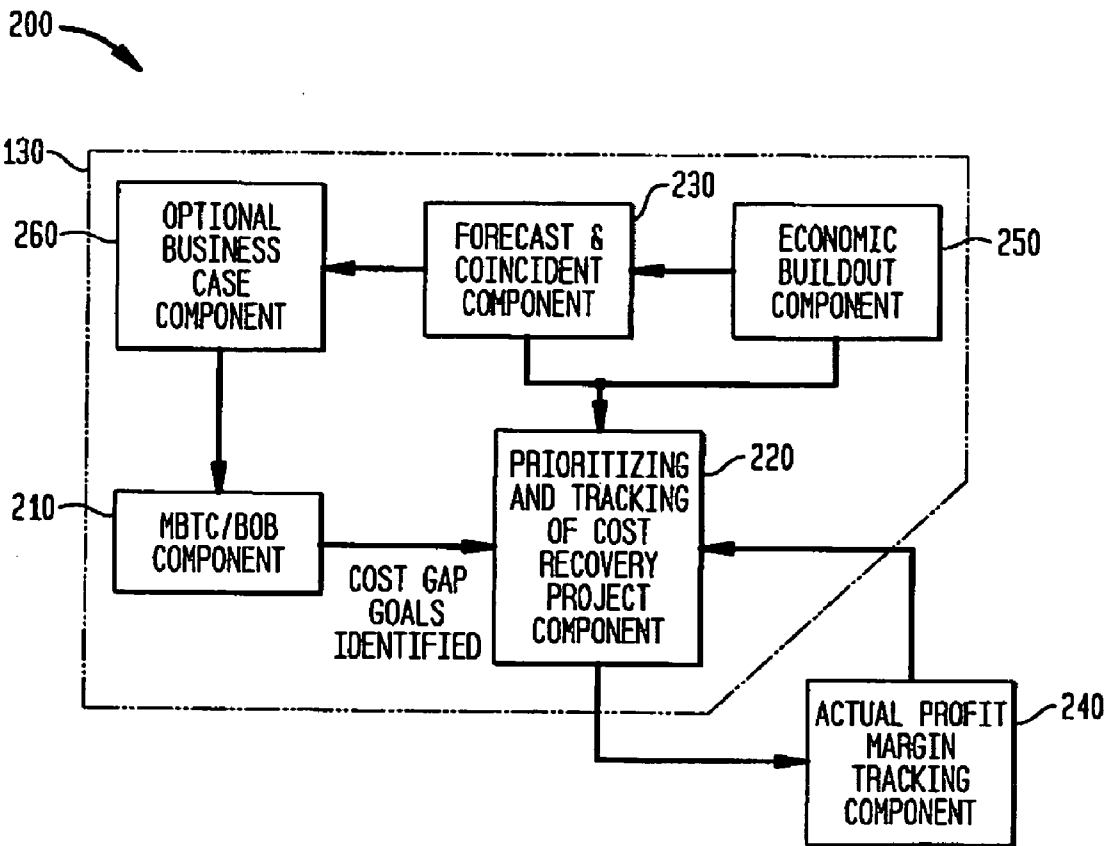 200
130
260
OPTIONAL
BUSINESS
CASE
COMPONENT
230
FORECAST &
COINCIDENT
COMPONENT
250
ECONOMIC
BUILDOUT
COMPONENT
210
MBTC/BOB
COMPONENT
COST GAP
GOALS
IDENTIFIED
220
PRIORITIZING
AND TRACKING
OF COST
RECOVERY
PROJECT
COMPONENT
240
ACTUAL PROFIT
MARGIN
TRACKING
COMPONENT